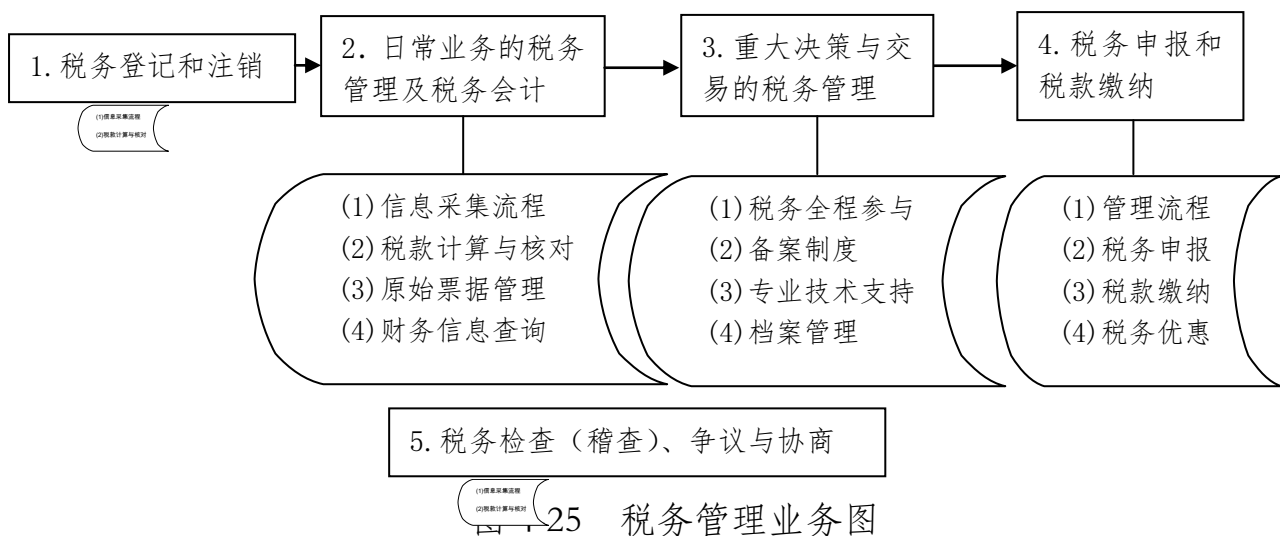 1.税务登记和注销
2.日常业务的税务
管理及税务会计
3.重大决策与交
易的税务管理
4.税务申报和
税款缴纳
(1)信息采集流程
(2)税款计算与核对
(1)信息采集流程
(2)税款计算与核对
(3)原始票据管理
(4)财务信息查询
(1)税务全程参与
(2)备案制度
(3)专业技术支持
(4)档案管理
(1)管理流程
(2)税务申报
(3)税款缴纳
(4)税务优惠
5.税务检查（稽查）、争议与协商
(1)信息采集流程
(2)税款计算与核对
25 税务管理业务图